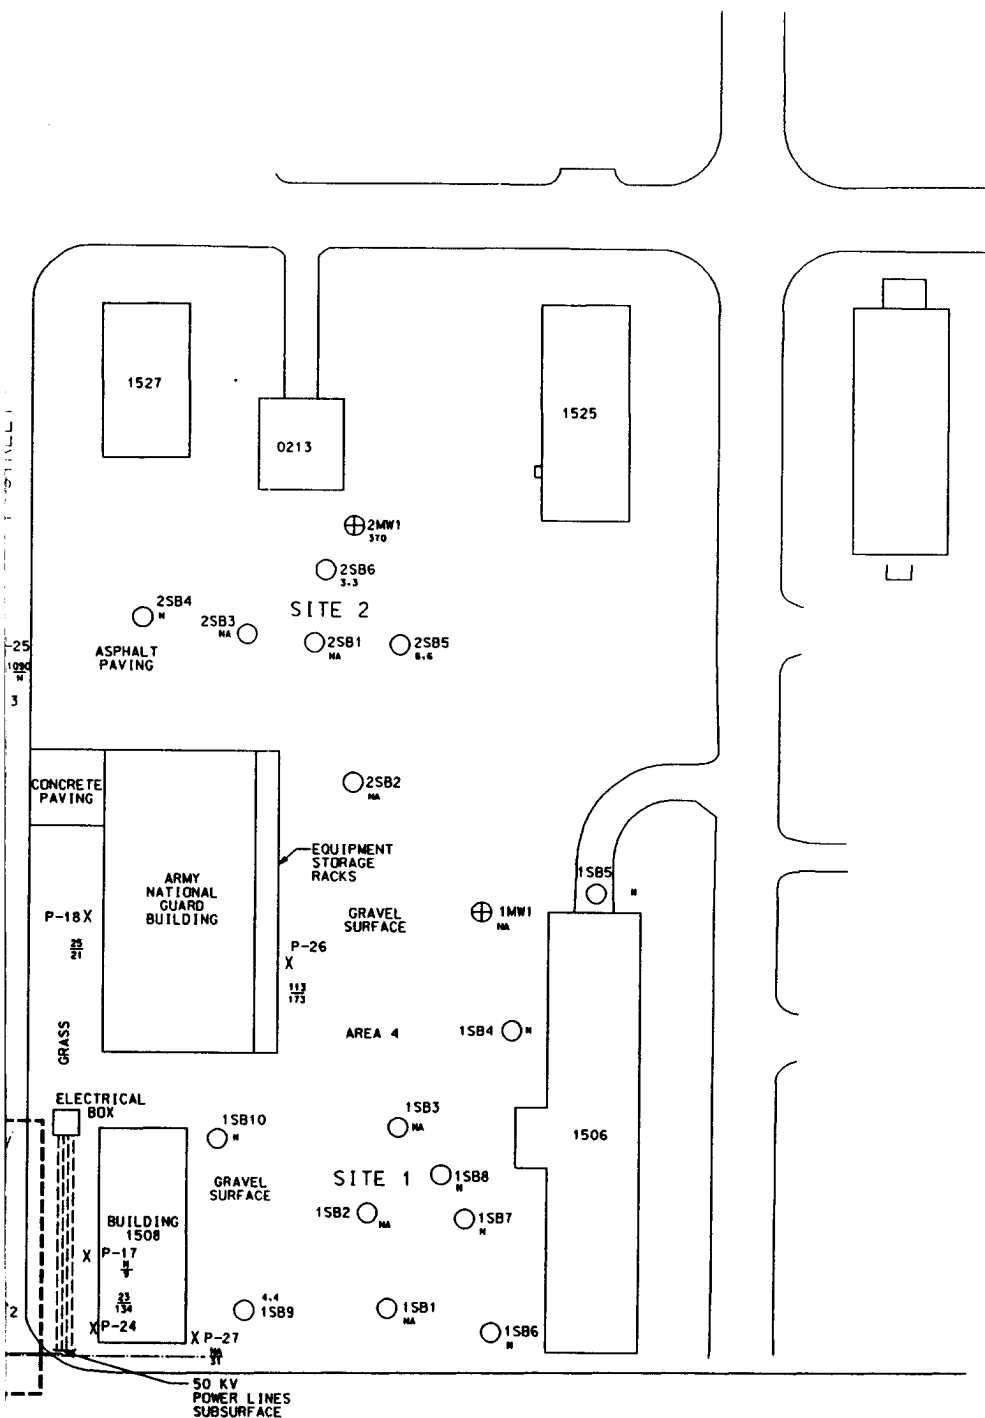 1527
0213
1525
STREET
2MW1
370
2SB6
3.3
2SB4
N
SITE 2
2SB3
NA
2SB1
NA
2SB5
6.6
-25
1090
N
3
ASPHALT
PAVING
CONCRETE
PAVING
2SB2
NA
EQUIPMENT
STORAGE
RACKS
ARMY
NATIONAL
GUARD
BUILDING
1SB5
N
P-18X
25
21
GRAVEL
SURFACE
1MW1
NA
P-26
X
113
173
GRASS
AREA 4
1SB4
N
ELECTRICAL
BOX
1SB10
N
1SB3
NA
1506
GRAVEL
SURFACE
SITE 1
1SB8
N
1SB2
NA
1SB7
N
BUILDING
1508
X P-17
N
9
23
134
2
X P-24
4.4
1SB9
1SB1
NA
1SB6
N
X P-27
NA
31
50 KV
POWER LINES
SUBSURFACE